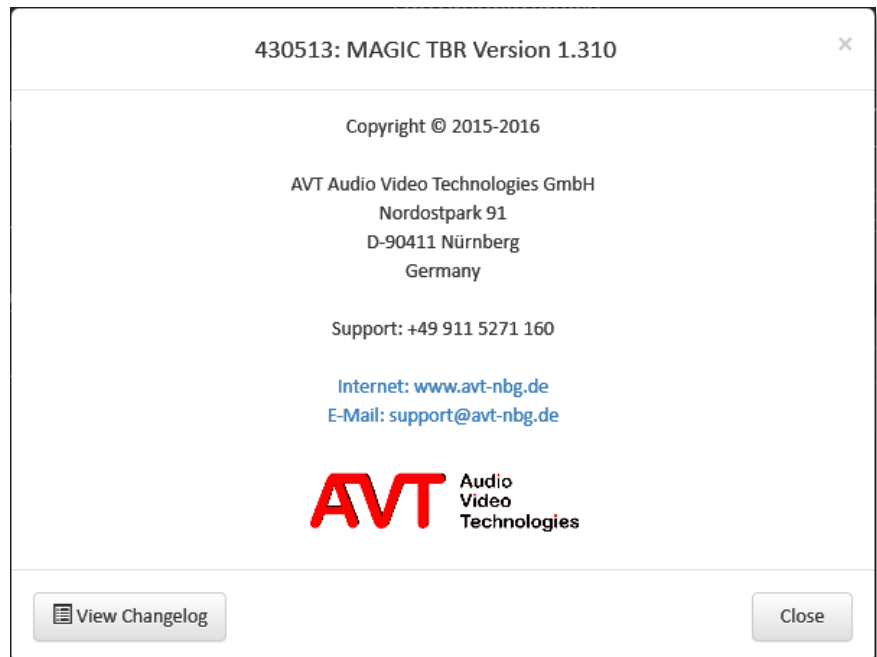 430513: MAGIC TBR Version 1.310
×
Copyright © 2015-2016
AVT Audio Video Technologies GmbH
Nordostpark 91
D-90411 Nürnberg
Germany
Support: +49 911 5271 160
Internet: www.avt-nbg.de
E-Mail: support@avt-nbg.de
AVT Audio
Video
Technologies
View Changelog
Close